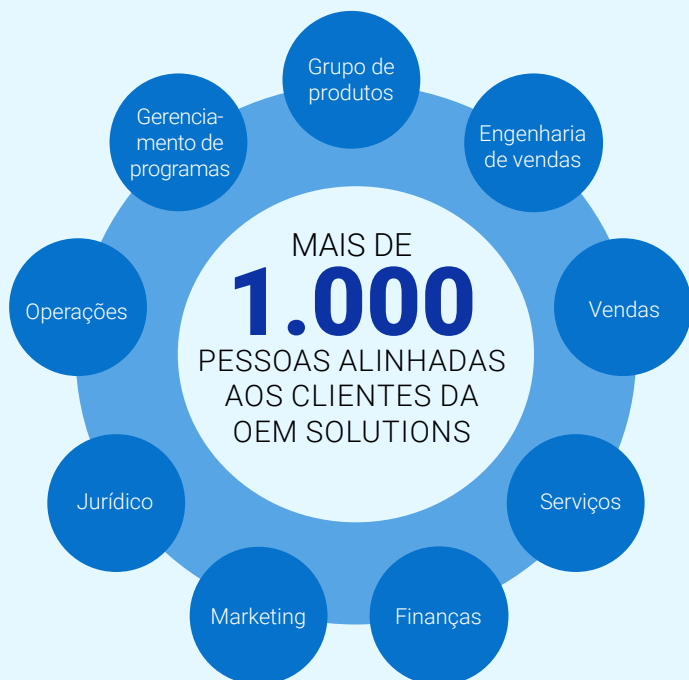 Grupo de
produtos
Engenharia
de vendas
Vendas
Serviços
Finanças
Marketing
Jurídico
Operações
Gerencia-
mento de
programas
MAIS DE
1.000
PESSOAS ALINHADAS
AOS CLIENTES DA
OEM SOLUTIONS